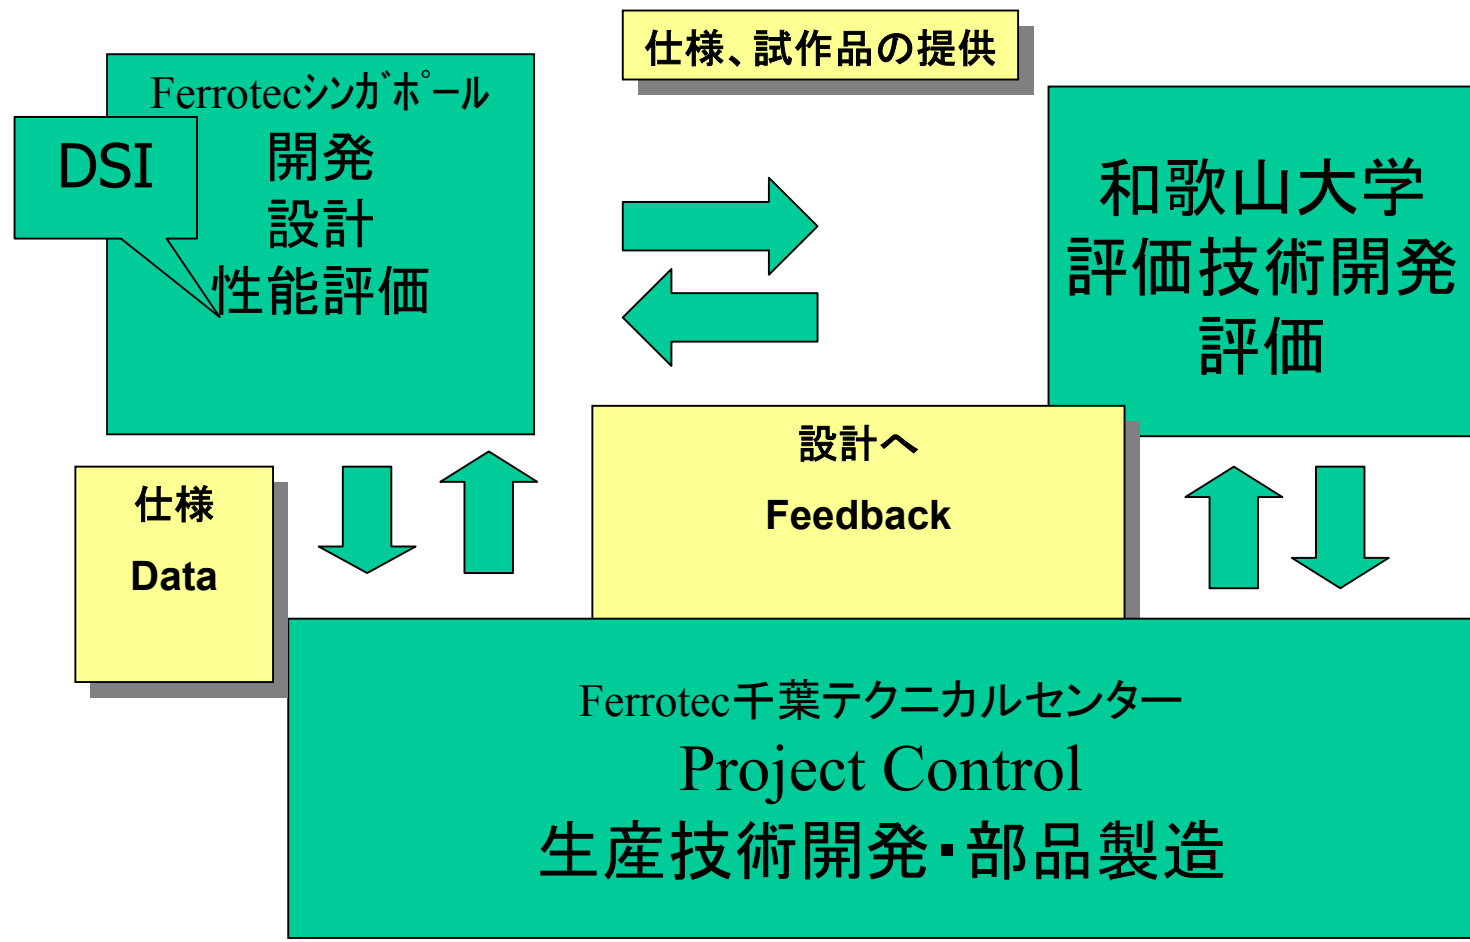 仕様、試作品の提供
Ferrotecｼﾝｶﾞﾎﾟｰﾙ
開発
設計
性能評価
DSI
和歌山大学
評価技術開発
評価
仕様
Data
設計へ
Feedback
Ferrotec千葉テクニカルセンター
Project Control
生産技術開発・部品製造